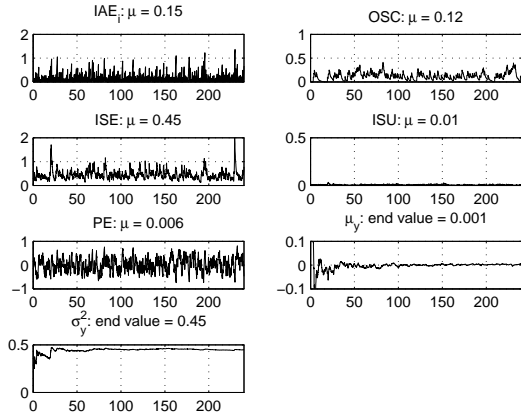 IAE_i: μ = 0.15
2
1
0
0 50 100 150 200
OSC: μ = 0.12
1
0.5
0
0 50 100 150 200
ISE: μ = 0.45
2
1
0
0 50 100 150 200
ISU: μ = 0.01
0.5
0
0 50 100 150 200
PE: μ = 0.006
1
0
−1
0 50 100 150 200
μ_y: end value = 0.001
0.1
0
−0.1
0 50 100 150 200
σ_y^2: end value = 0.45
0.5
0
0 50 100 150 200